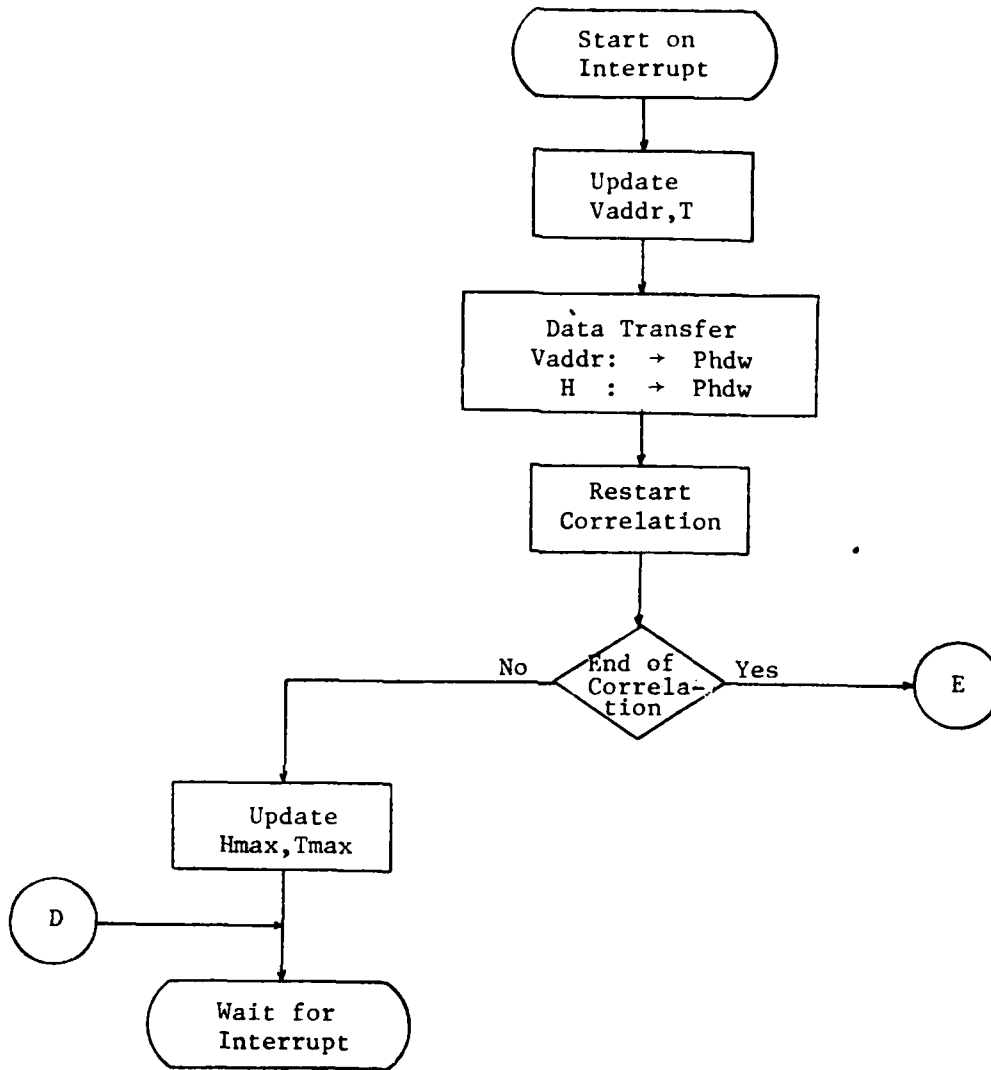 Start on
Interrupt
Update
Vaddr,T
Data Transfer
Vaddr: → Phdw
H : → Phdw
Restart
Correlation
No
End of
Correla-
tion
Yes
E
Update
Hmax,Tmax
D
Wait for
Interrupt